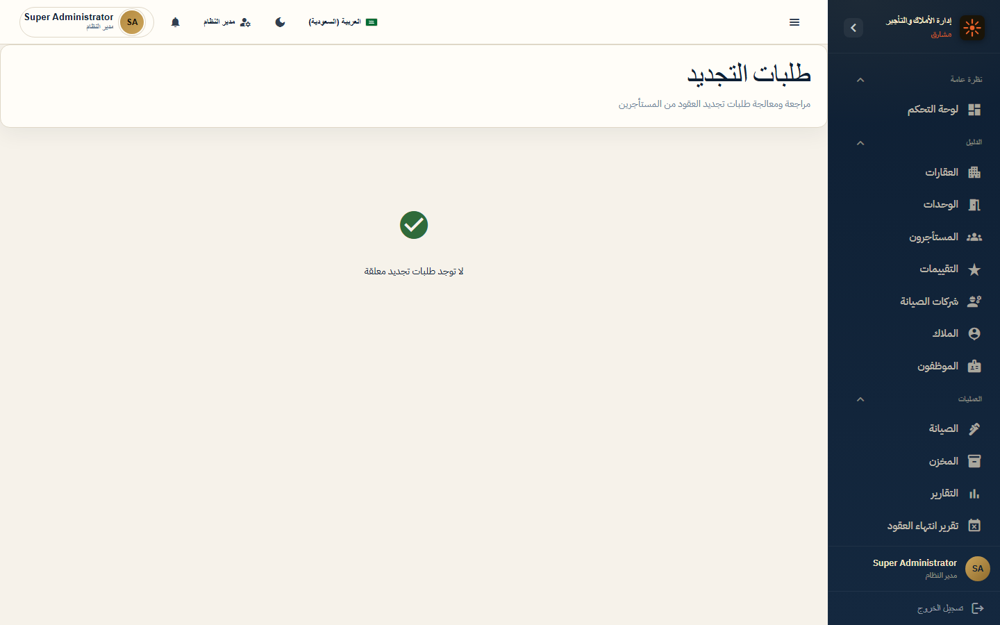 إدارة الأملاك والتأجير
مشارق
نظرة عامة
لوحة التحكم
الدليل
العقارات
الوحدات
المستأجرون
التقييمات
شركات الصيانة
الملاك
الموظفون
العمليات
الصيانة
المخزن
التقارير
تقرير انتهاء العقود
SA
Super Administrator
مدير النظام
تسجيل الخروج
العربية (السعودية)
مدير النظام
SA
Super Administrator
مدير النظام
طلبات التجديد
مراجعة ومعالجة طلبات تجديد العقود من المستأجرين
لا توجد طلبات تجديد معلقة